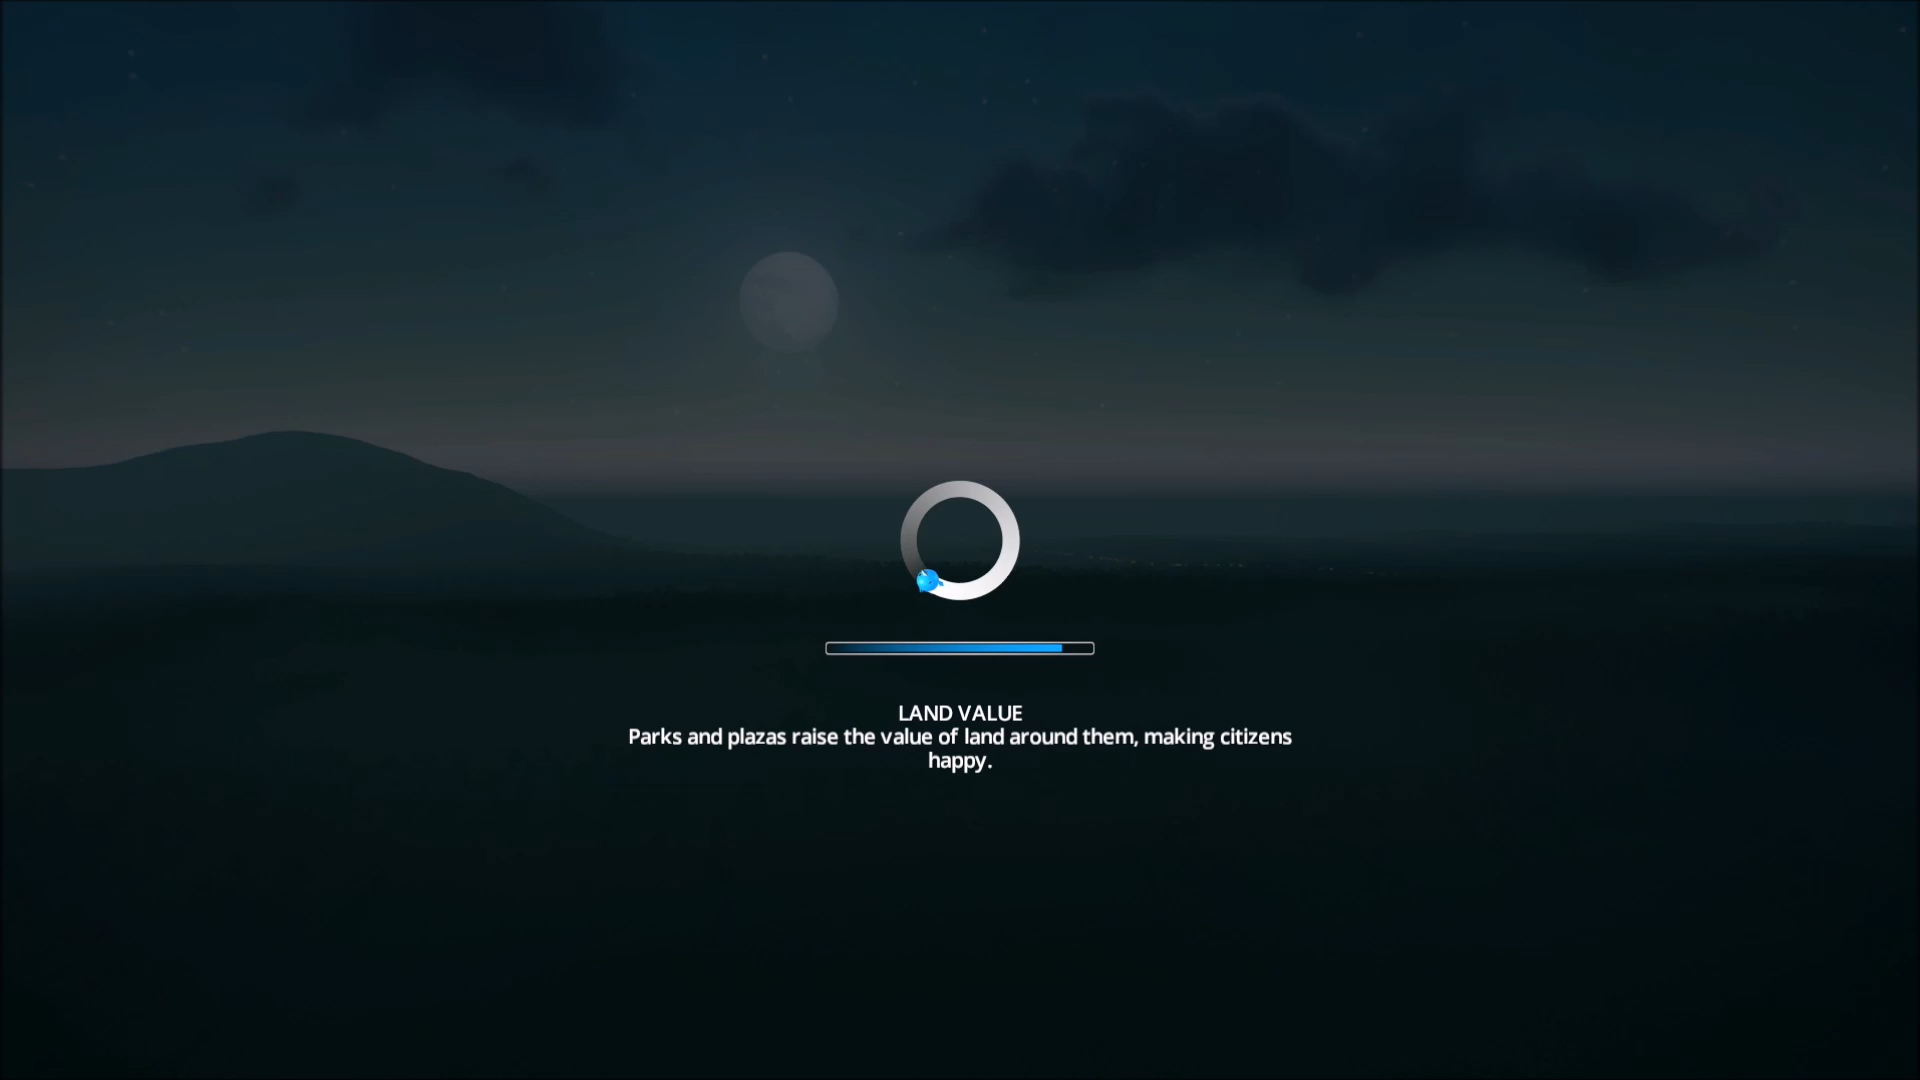 LAND VALUE
Parks and plazas raise the value of land around them, making citizens
happy.